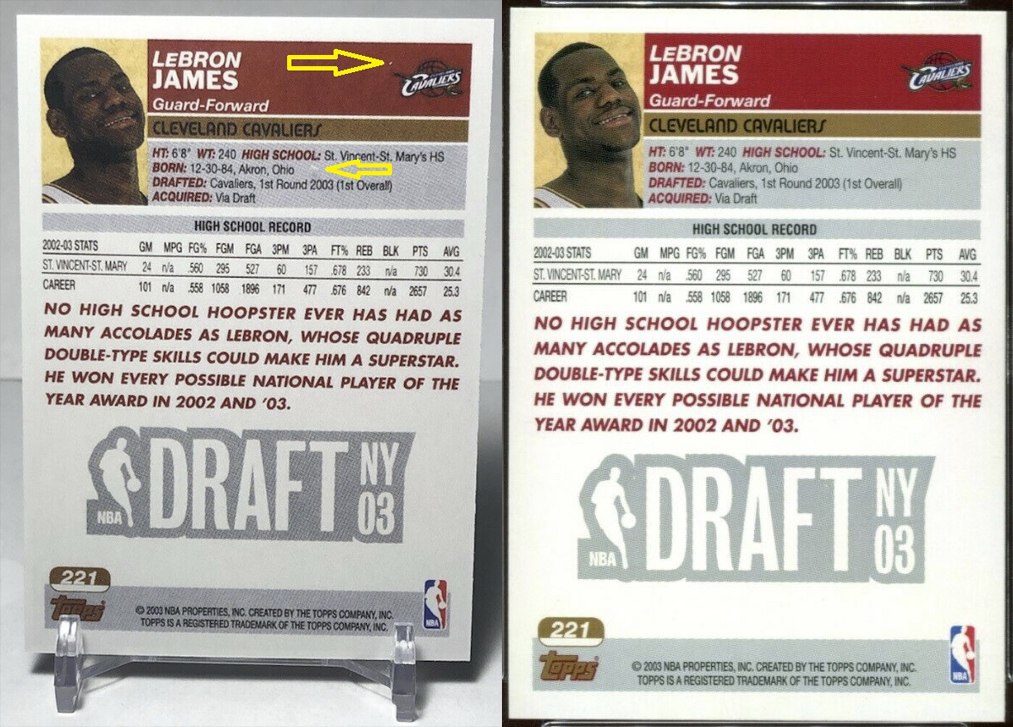 LEBRON
JAMES
Guard-Forward
CAVALIERS
CLEVELAND CAVALIERS
HT: 6'8" WT: 240 HIGH SCHOOL: St. Vincent-St. Mary's HS
BORN: 12-30-84, Akron, Ohio
DRAFTED: Cavaliers, 1st Round 2003 (1st Overall)
ACQUIRED: Via Draft
HIGH SCHOOL RECORD
2002-03 STATS GM MPG FG% FGM FGA 3PM 3PA FT% REB BLK PTS AVG
ST. VINCENT-ST. MARY 24 n/a .560 295 527 60 157 .678 233 n/a 730 30.4
CAREER 101 n/a .558 1058 1896 171 477 .676 842 n/a 2657 25.3
NO HIGH SCHOOL HOOPSTER EVER HAS HAD AS
MANY ACCOLADES AS LEBRON, WHOSE QUADRUPLE
DOUBLE-TYPE SKILLS COULD MAKE HIM A SUPERSTAR.
HE WON EVERY POSSIBLE NATIONAL PLAYER OF THE
YEAR AWARD IN 2002 AND '03.
NBA DRAFT NY
03
221
Topps
© 2003 NBA PROPERTIES, INC. CREATED BY THE TOPPS COMPANY, INC.
TOPPS IS A REGISTERED TRADEMARK OF THE TOPPS COMPANY, INC.
NBA
LEBRON
JAMES
Guard-Forward
CAVALIERS
CLEVELAND CAVALIERS
HT: 6'8" WT: 240 HIGH SCHOOL: St. Vincent-St. Mary's HS
BORN: 12-30-84, Akron, Ohio
DRAFTED: Cavaliers, 1st Round 2003 (1st Overall)
ACQUIRED: Via Draft
HIGH SCHOOL RECORD
2002-03 STATS GM MPG FG% FGM FGA 3PM 3PA FT% REB BLK PTS AVG
ST. VINCENT-ST. MARY 24 n/a .560 295 527 60 157 .678 233 n/a 730 30.4
CAREER 101 n/a .558 1058 1896 171 477 .676 842 n/a 2657 25.3
NO HIGH SCHOOL HOOPSTER EVER HAS HAD AS
MANY ACCOLADES AS LEBRON, WHOSE QUADRUPLE
DOUBLE-TYPE SKILLS COULD MAKE HIM A SUPERSTAR.
HE WON EVERY POSSIBLE NATIONAL PLAYER OF THE
YEAR AWARD IN 2002 AND '03.
NBA DRAFT NY
03
221
Topps
© 2003 NBA PROPERTIES, INC. CREATED BY THE TOPPS COMPANY, INC.
TOPPS IS A REGISTERED TRADEMARK OF THE TOPPS COMPANY, INC.
NBA